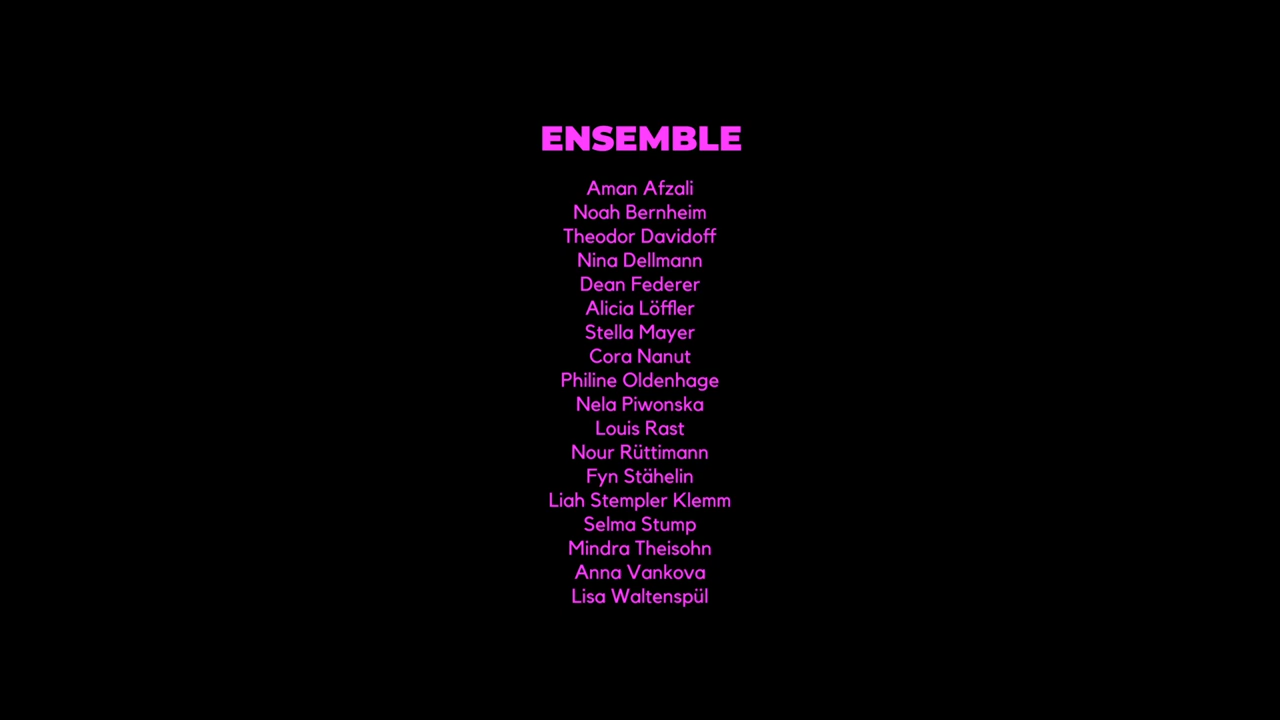 ENSEMBLE
Aman Afzali
Noah Bernheim
Theodor Davidoff
Nina Dellmann
Dean Federer
Alicia Löffler
Stella Mayer
Cora Nanut
Philine Oldenhage
Nela Piwonska
Louis Rast
Nour Rüttimann
Fyn Stähelin
Liah Stempler Klemm
Selma Stump
Mindra Theisohn
Anna Vankova
Lisa Waltenspül